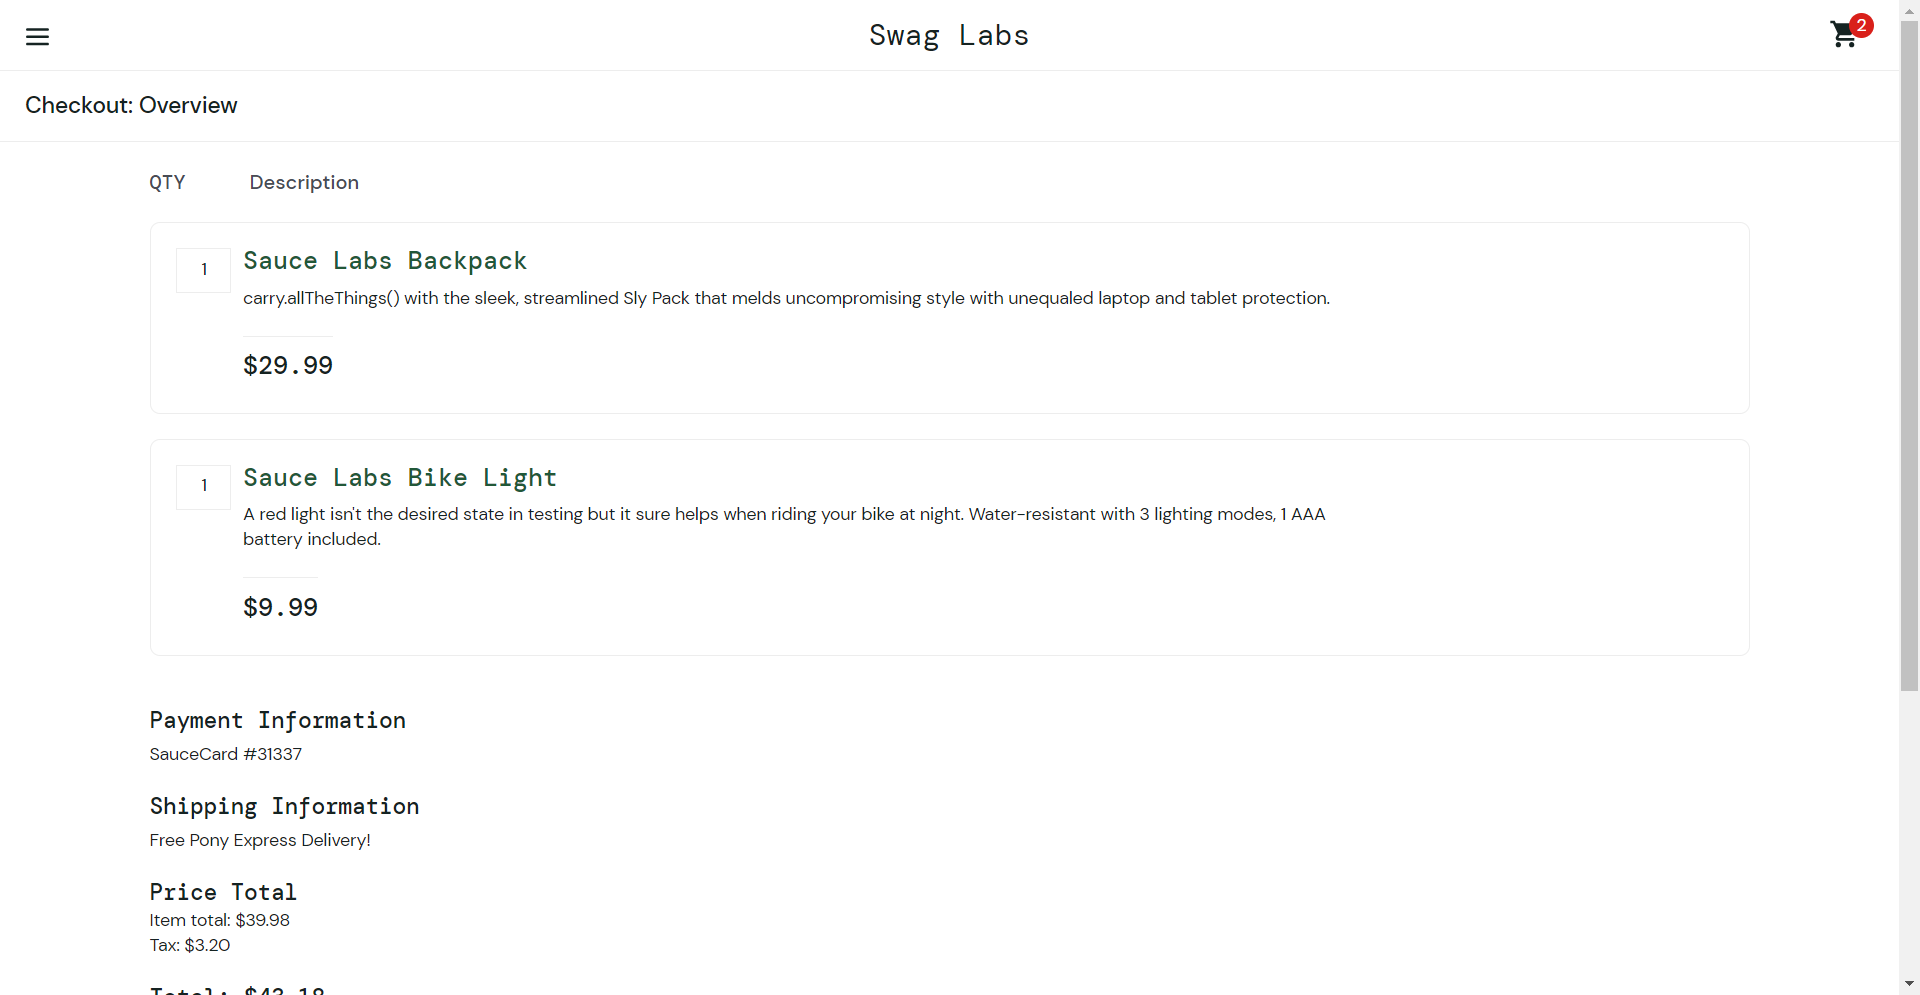 Swag Labs
2
Checkout: Overview
QTY Description
1
Sauce Labs Backpack
carry.allTheThings() with the sleek, streamlined Sly Pack that melds uncompromising style with unequaled laptop and tablet protection.
$29.99
1
Sauce Labs Bike Light
A red light isn't the desired state in testing but it sure helps when riding your bike at night. Water-resistant with 3 lighting modes, 1 AAA
battery included.
$9.99
Payment Information
SauceCard #31337
Shipping Information
Free Pony Express Delivery!
Price Total
Item total: $39.98
Tax: $3.20
Total: $43.18